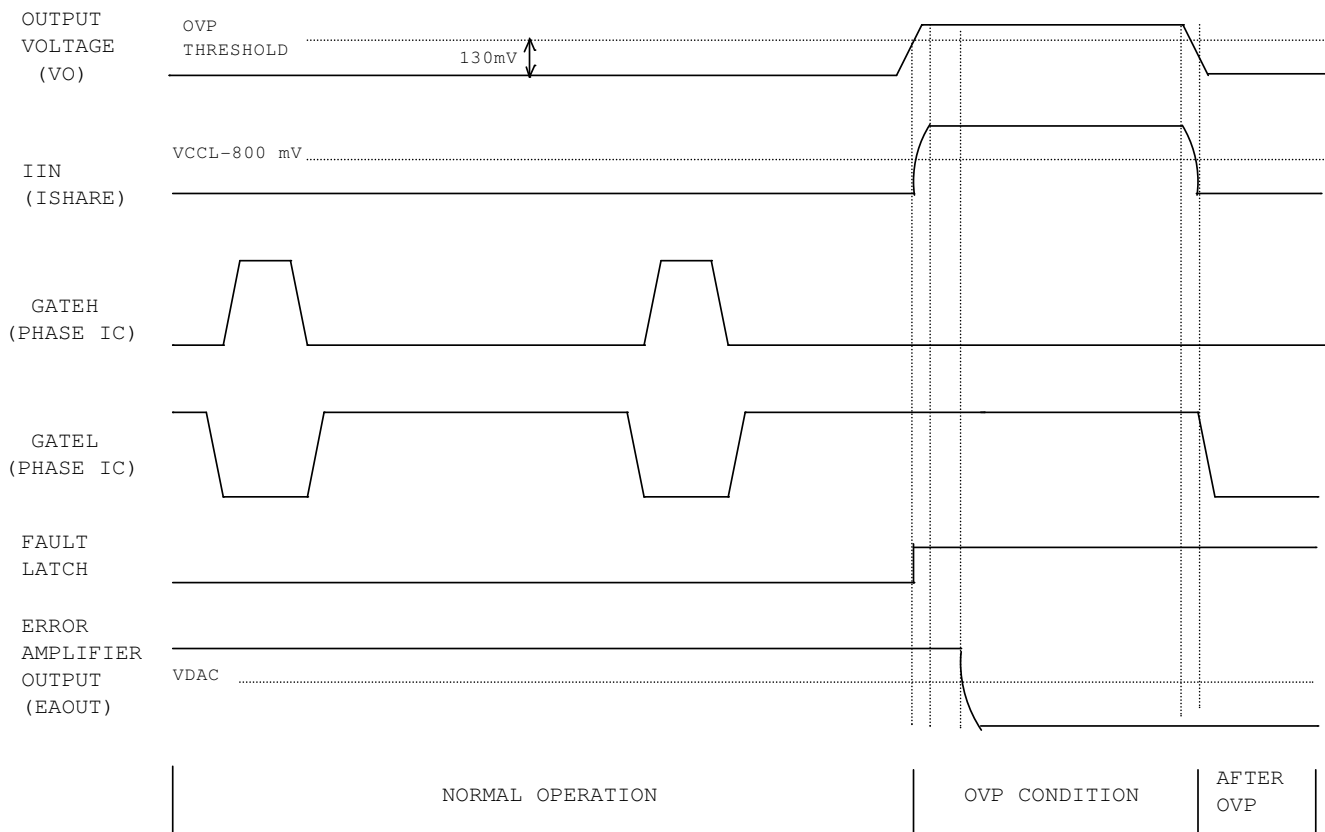 OUTPUT
VOLTAGE
(VO)
OVP
THRESHOLD
130mV
VCCL-800 mV
IIN
(ISHARE)
GATEH
(PHASE IC)
GATEL
(PHASE IC)
FAULT
LATCH
ERROR
AMPLIFIER
OUTPUT
(EAOUT)
VDAC
NORMAL OPERATION
OVP CONDITION
AFTER
OVP